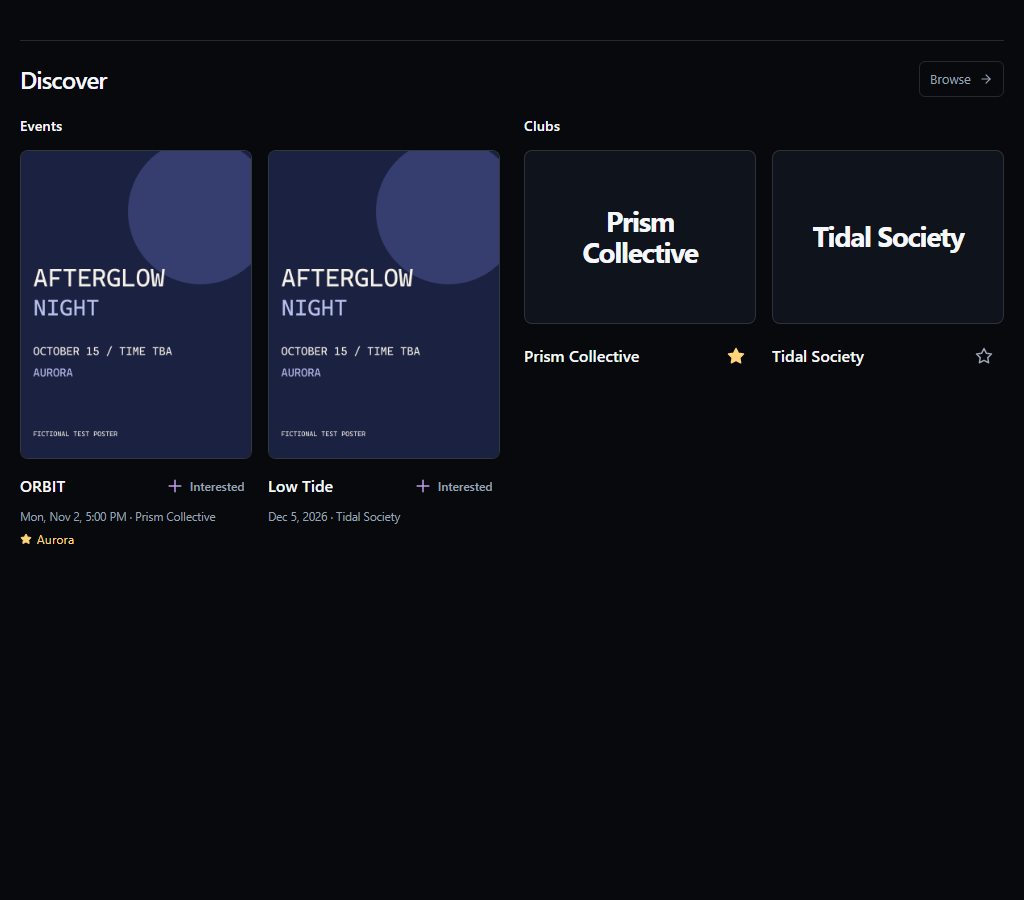 Discover
Browse
Events
Clubs
AFTERGLOW
NIGHT
OCTOBER 15 / TIME TBA
AURORA
FICTIONAL TEST POSTER
AFTERGLOW
NIGHT
OCTOBER 15 / TIME TBA
AURORA
FICTIONAL TEST POSTER
Prism
Collective
Tidal Society
Prism Collective
Tidal Society
ORBIT
Interested
Mon, Nov 2, 5:00 PM · Prism Collective
Aurora
Low Tide
Interested
Dec 5, 2026 · Tidal Society